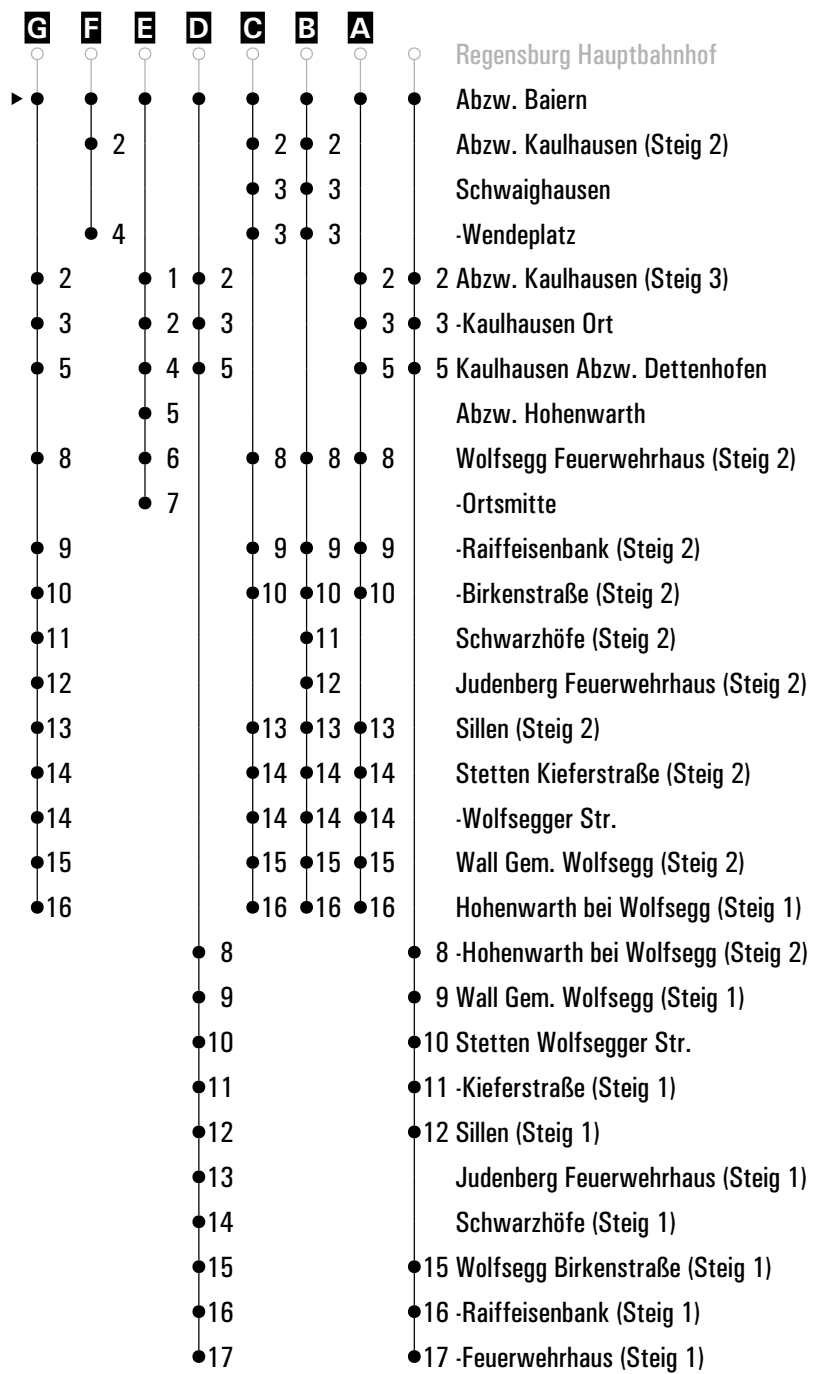 G F E D C B A
Regensburg Hauptbahnhof
Abzw. Baiern
2 2 2 Abzw. Kaulhausen (Steig 2)
3 3 Schwaighausen
4 3 3 -Wendeplatz
2 1 2 2 2 Abzw. Kaulhausen (Steig 3)
3 2 3 3 3 -Kaulhausen Ort
5 4 5 5 5 Kaulhausen Abzw. Dettenhofen
5 Abzw. Hohenwarth
8 6 8 8 8 Wolfsegg Feuerwehrhaus (Steig 2)
7 -Ortsmitte
9 9 9 9 -Raiffeisenbank (Steig 2)
10 10 10 10 -Birkenstraße (Steig 2)
11 11 Schwarzhöfe (Steig 2)
12 12 Judenberg Feuerwehrhaus (Steig 2)
13 13 13 13 Sillen (Steig 2)
14 14 14 14 Stetten Kieferstraße (Steig 2)
14 14 14 14 -Wolfsegger Str.
15 15 15 15 Wall Gem. Wolfsegg (Steig 2)
16 16 16 16 Hohenwarth bei Wolfsegg (Steig 1)
8 8 -Hohenwarth bei Wolfsegg (Steig 2)
9 9 Wall Gem. Wolfsegg (Steig 1)
10 10 Stetten Wolfsegger Str.
11 11 -Kieferstraße (Steig 1)
12 12 Sillen (Steig 1)
13 Judenberg Feuerwehrhaus (Steig 1)
14 Schwarzhöfe (Steig 1)
15 15 Wolfsegg Birkenstraße (Steig 1)
16 16 -Raiffeisenbank (Steig 1)
17 17 -Feuerwehrhaus (Steig 1)